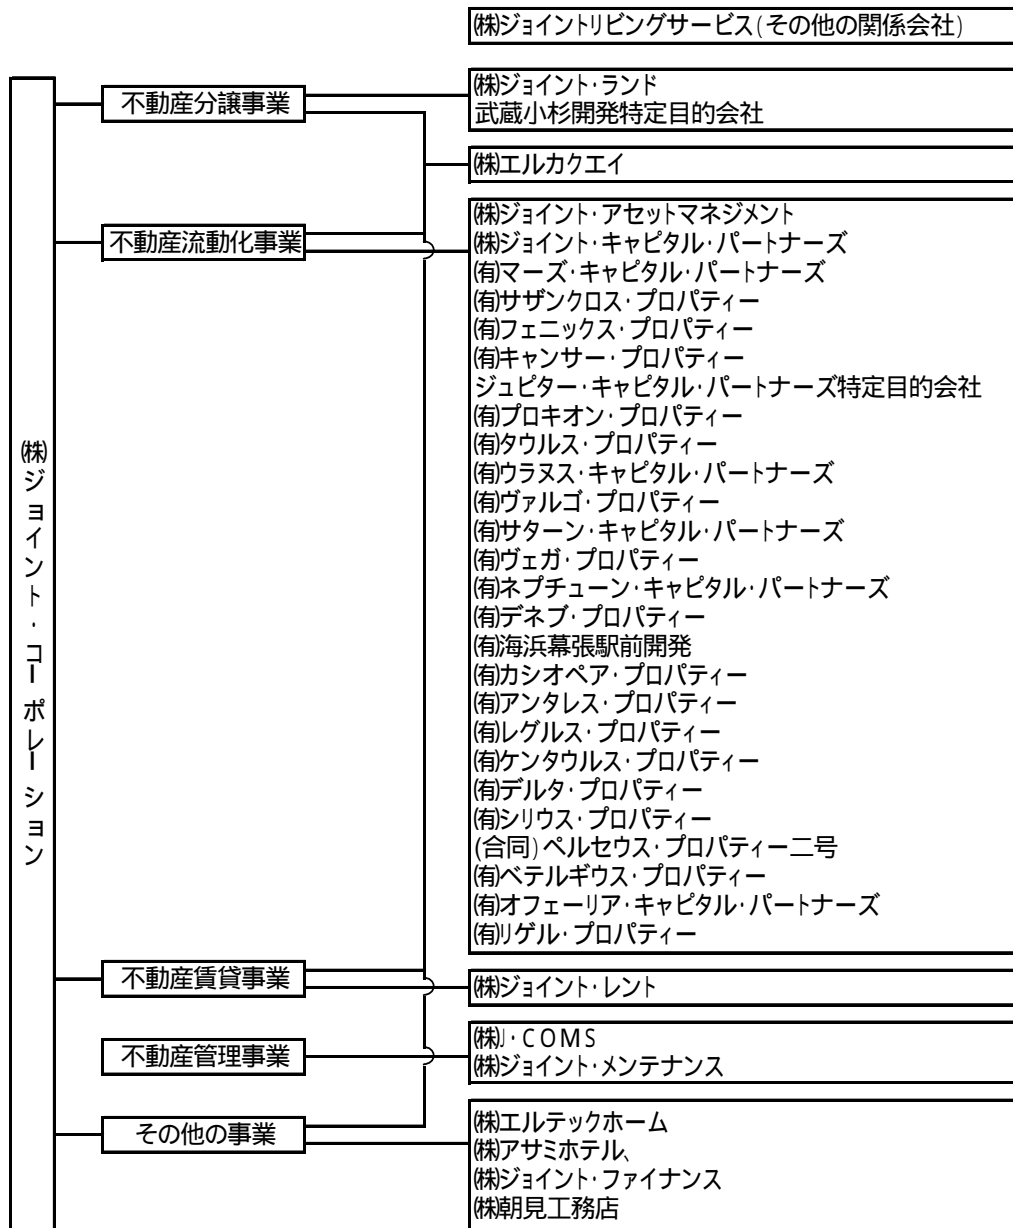 ㈱ジョイントリビングサービス(その他の関係会社)
㈱ジョイント・コーポレーション
不動産分譲事業
㈱ジョイント・ランド
武蔵小杉開発特定目的会社
㈱エルカクエイ
不動産流動化事業
㈱ジョイント・アセットマネジメント
㈱ジョイント・キャピタル・パートナーズ
㈲マーズ・キャピタル・パートナーズ
㈲サザンクロス・プロパティー
㈲フェニックス・プロパティー
㈲キャンサー・プロパティー
ジュピター・キャピタル・パートナーズ特定目的会社
㈲プロキオン・プロパティー
㈲タウルス・プロパティー
㈲ウラヌス・キャピタル・パートナーズ
㈲ヴァルゴ・プロパティー
㈲サターン・キャピタル・パートナーズ
㈲ヴェガ・プロパティー
㈲ネプチューン・キャピタル・パートナーズ
㈲デネブ・プロパティー
㈲海浜幕張駅前開発
㈲カシオペア・プロパティー
㈲アンタレス・プロパティー
㈲レグルス・プロパティー
㈲ケンタウルス・プロパティー
㈲デルタ・プロパティー
㈲シリウス・プロパティー
(合同)ペルセウス・プロパティー二号
㈲ベテルギウス・プロパティー
㈲オフェーリア・キャピタル・パートナーズ
㈲リゲル・プロパティー
不動産賃貸事業
㈱ジョイント・レント
不動産管理事業
㈱J・COMS
㈱ジョイント・メンテナンス
その他の事業
㈱エルテックホーム
㈱アサミホテル、
㈱ジョイント・ファイナンス
㈱朝見工務店